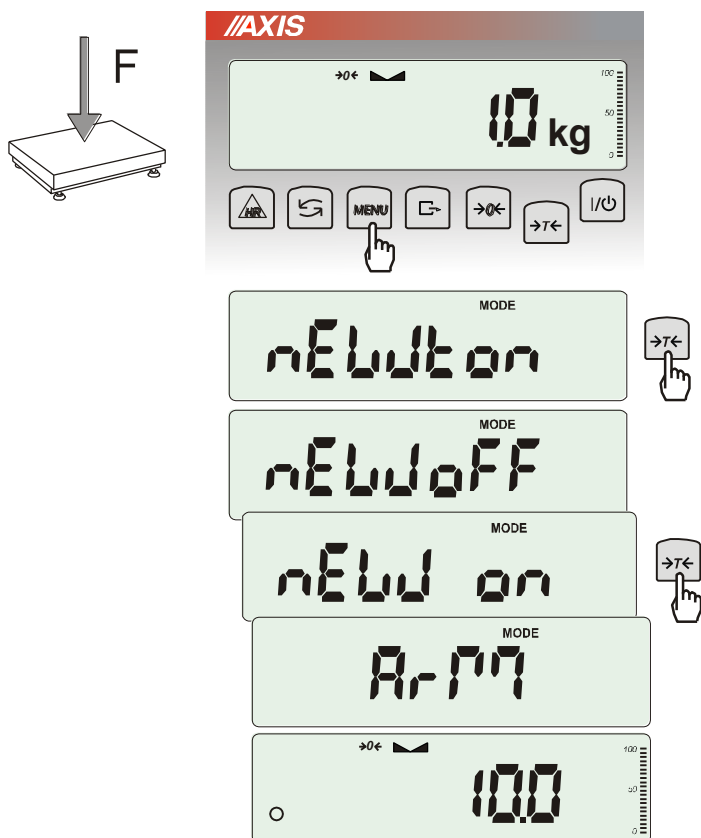 F
//AXIS
→0←
1.0 kg
100
50
0
HR
MENU
→0←
→T←
I/⏻
MODE
nEWton
→T←
MODE
nEWoFF
MODE
nEW on
→T←
MODE
ArM
→0←
10.0
100
50
0